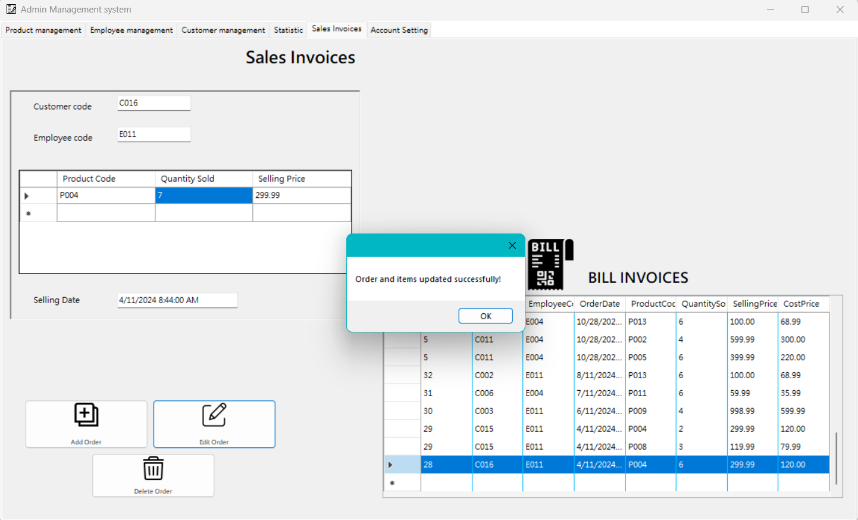 Admin Management system
Product management Employee management Customer management Statistic Sales Invoices Account Setting
Sales Invoices
Customer code C016
Employee code E011
Product Code Quantity Sold Selling Price
P004 7 299.99
Order and items updated successfully!
OK
Selling Date 4/11/2024 8:44:00 AM
BILL
BILL INVOICES
EmployeeCo OrderDate ProductCoc QuantitySo SellingPrice CostPrice
E004 10/28/202... P013 6 100.00 68.99
5 C011 E004 10/28/202... P002 4 599.99 300.00
5 C011 E004 10/28/202... P005 6 399.99 220.00
32 C002 E011 8/11/2024... P013 6 100.00 68.99
31 C006 E004 7/11/2024... P011 6 59.99 35.99
30 C003 E011 6/11/2024... P009 4 998.99 599.99
29 C015 E011 4/11/2024... P004 2 299.99 120.00
29 C015 E011 4/11/2024... P008 3 119.99 79.99
28 C016 E011 4/11/2024... P004 6 299.99 120.00
Add Order Edit Order
Delete Order